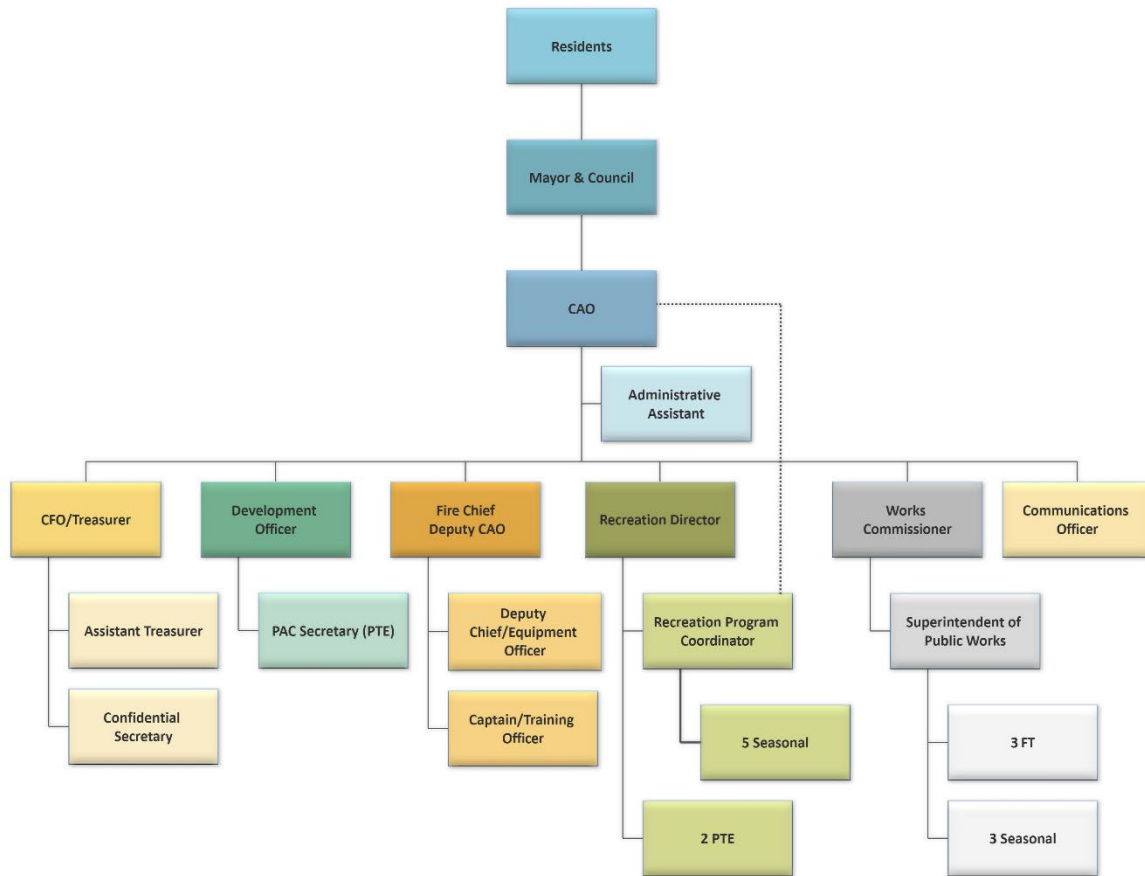 Residents
Mayor & Council
CAO
Administrative
Assistant
CFO/Treasurer
Development
Officer
Fire Chief
Deputy CAO
Recreation Director
Works
Commissioner
Communications
Officer
Assistant Treasurer
PAC Secretary (PTE)
Deputy
Chief/Equipment
Officer
Recreation Program
Coordinator
Superintendent of
Public Works
Confidential
Secretary
Captain/Training
Officer
5 Seasonal
3 FT
2 PTE
3 Seasonal